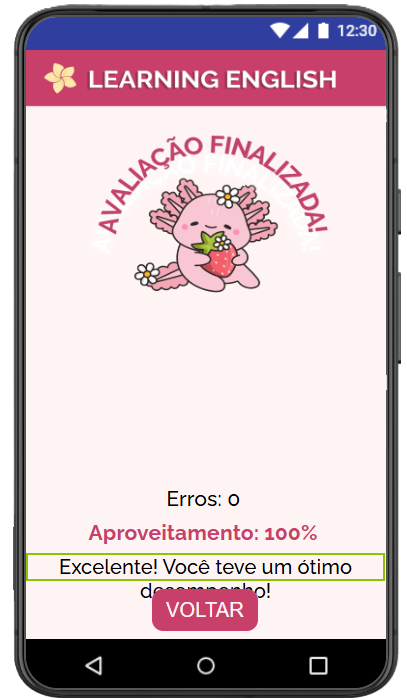 12:30
LEARNING ENGLISH
AVALIAÇÃO FINALIZADA!
Erros: 0
Aproveitamento: 100%
Excelente! Você teve um ótimo
desempenho!
VOLTAR